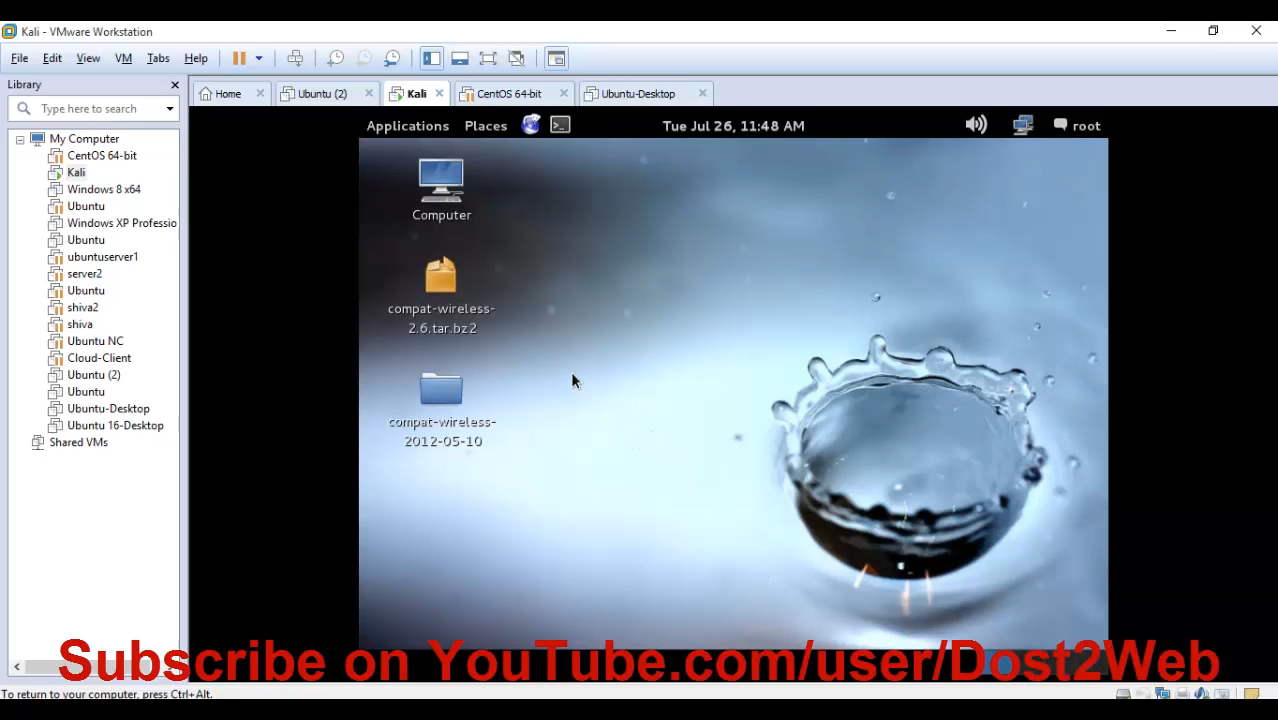 Kali - VMware Workstation
File Edit View VM Tabs Help
Library
Type here to search
My Computer
CentOS 64-bit
Kali
Windows 8 x64
Ubuntu
Windows XP Professio
Ubuntu
ubuntuserver1
server2
Ubuntu
shiva2
shiva
Ubuntu NC
Cloud-Client
Ubuntu (2)
Ubuntu
Ubuntu-Desktop
Ubuntu 16-Desktop
Shared VMs
Home Ubuntu (2) Kali CentOS 64-bit Ubuntu-Desktop
Applications Places Tue Jul 26, 11:48 AM root
Computer
compat-wireless-
2.6.tar.bz2
compat-wireless-
2012-05-10
Subscribe on YouTube.com/user/Dost2Web
To return to your computer, press Ctrl+Alt.